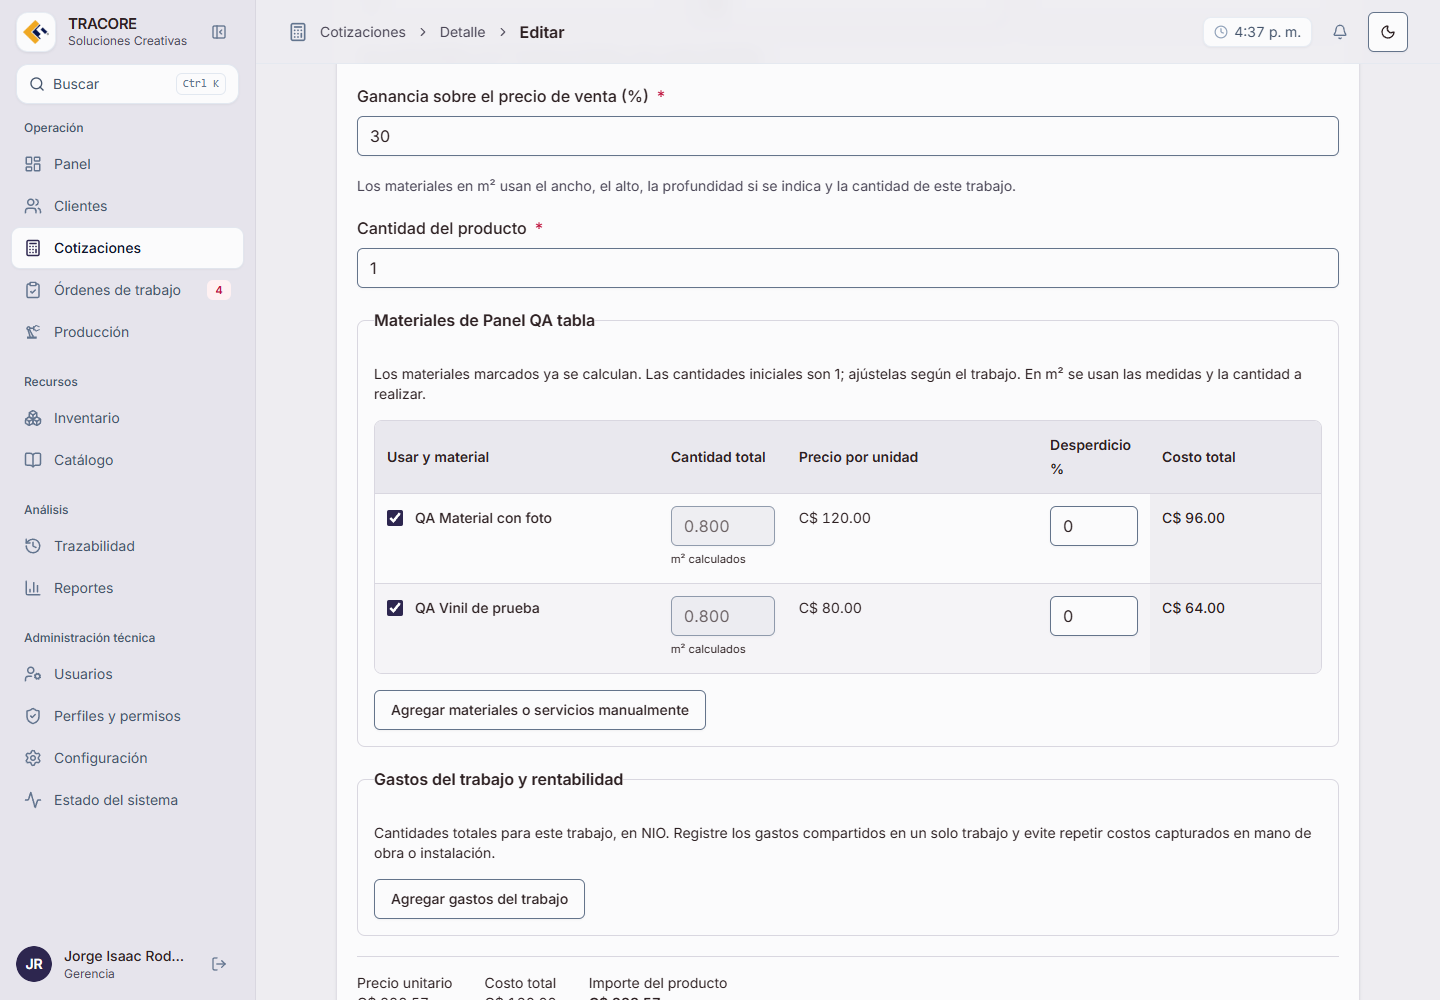 TRACORE
Soluciones Creativas
Buscar
Ctrl K
Operación
Panel
Clientes
Cotizaciones
Órdenes de trabajo
4
Producción
Recursos
Inventario
Catálogo
Análisis
Trazabilidad
Reportes
Administración técnica
Usuarios
Perfiles y permisos
Configuración
Estado del sistema
JR
Jorge Isaac Rod...
Gerencia
Cotizaciones > Detalle > Editar
4:37 p. m.
Ganancia sobre el precio de venta (%) *
30
Los materiales en m² usan el ancho, el alto, la profundidad si se indica y la cantidad de este trabajo.
Cantidad del producto *
1
Materiales de Panel QA tabla
Los materiales marcados ya se calculan. Las cantidades iniciales son 1; ajústelas según el trabajo. En m² se usan las medidas y la cantidad a
realizar.
Usar y material
Cantidad total
Precio por unidad
Desperdicio
%
Costo total
QA Material con foto
0.800
m² calculados
C$ 120.00
0
C$ 96.00
QA Vinil de prueba
0.800
m² calculados
C$ 80.00
0
C$ 64.00
Agregar materiales o servicios manualmente
Gastos del trabajo y rentabilidad
Cantidades totales para este trabajo, en NIO. Registre los gastos compartidos en un solo trabajo y evite repetir costos capturados en mano de
obra o instalación.
Agregar gastos del trabajo
Precio unitario
Costo total
Importe del producto